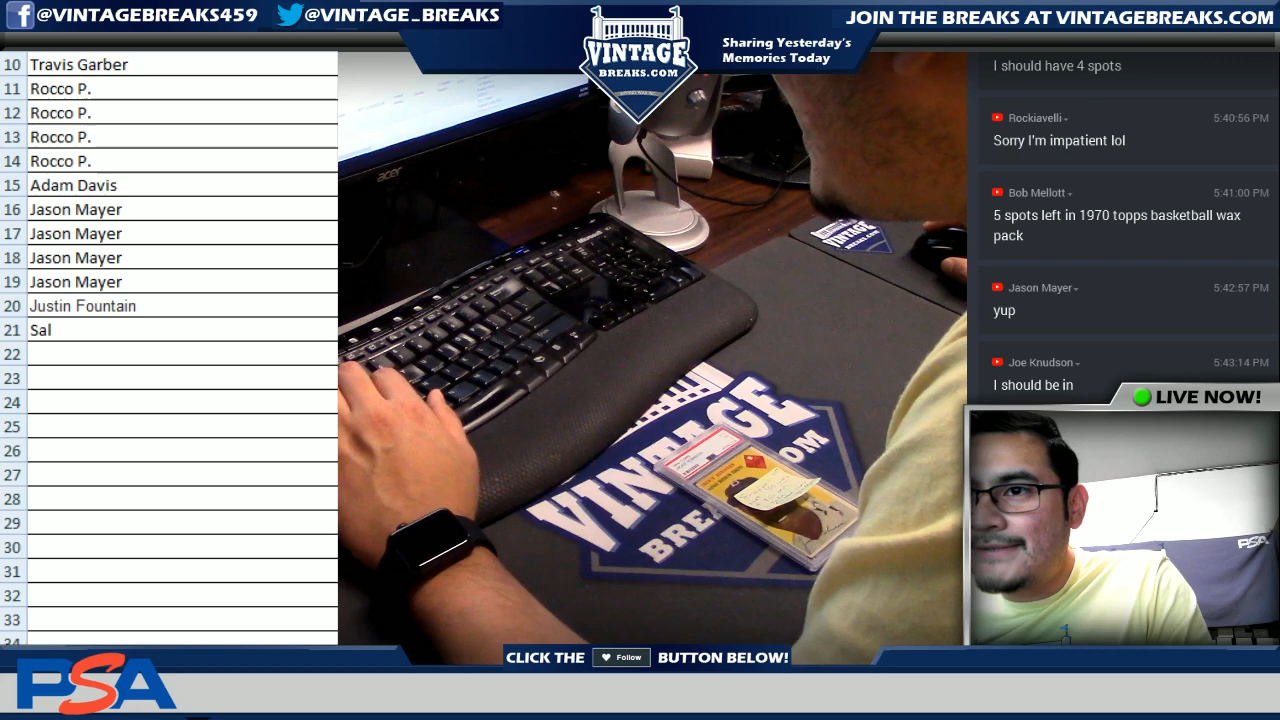 @VINTAGEBREAKS459
@VINTAGE_BREAKS
VINTAGE
BREAKS.COM
Sharing Yesterday's
Memories Today
JOIN THE BREAKS AT VINTAGEBREAKS.COM
10 Travis Garber
11 Rocco P.
12 Rocco P.
13 Rocco P.
14 Rocco P.
15 Adam Davis
16 Jason Mayer
17 Jason Mayer
18 Jason Mayer
19 Jason Mayer
20 Justin Fountain
21 Sal
22
23
24
25
26
27
28
29
30
31
32
33
34
acer
VINTAGE
BREAKS.COM
VINTAGE
BREA
OM
I should have 4 spots
Rockiavelli
5:40:56 PM
Sorry I'm impatient lol
Bob Mellott
5:41:00 PM
5 spots left in 1970 topps basketball wax
pack
Jason Mayer
5:42:57 PM
yup
Joe Knudson
5:43:14 PM
I should be in
LIVE NOW!
PSA
CLICK THE Follow BUTTON BELOW!
PSA